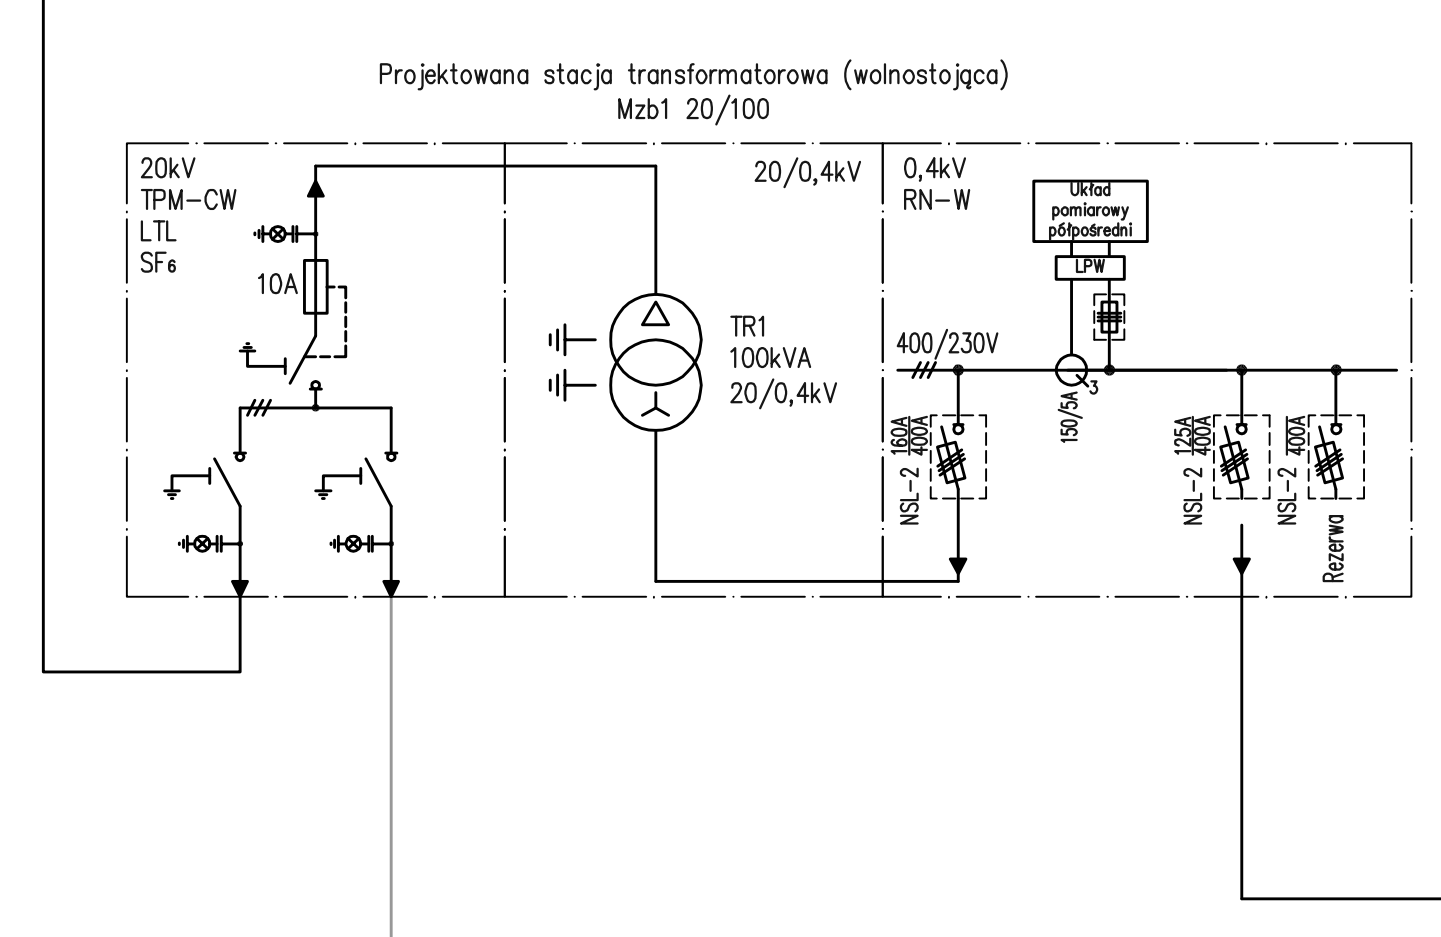 Projektowana stacja transformatorowa (wolnostojąca)
Mzb1 20/100
20kV
TPM-CW
LTL
SF6
10A
20/0,4kV
TR1
100kVA
20/0,4kV
0,4kV
RN-W
Układ
pomiarowy
półpośredni
LPW
400/230V
3
150/5A
160A
400A
NSL-2
125A
400A
NSL-2
400A
NSL-2
Rezerwa